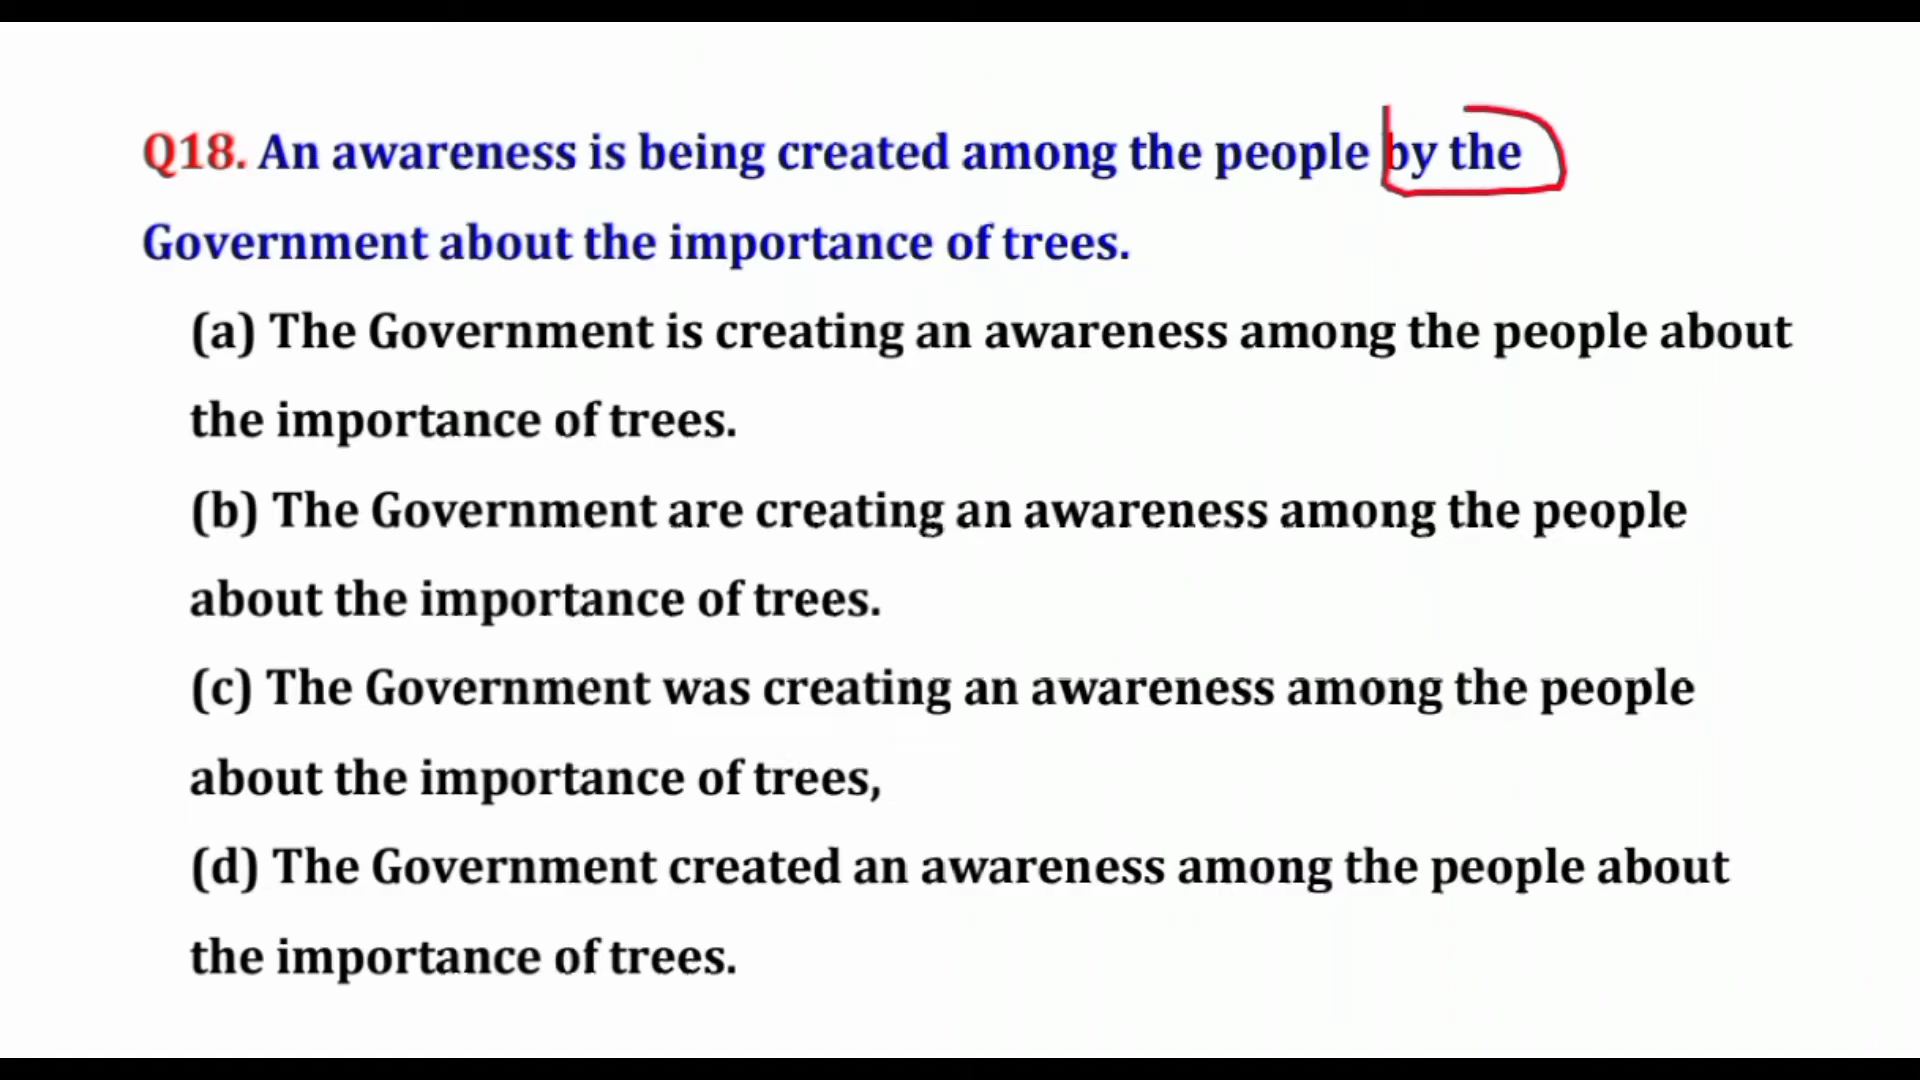 Q18. An awareness is being created among the people by the
Government about the importance of trees.
(a) The Government is creating an awareness among the people about
the importance of trees.
(b) The Government are creating an awareness among the people
about the importance of trees.
(c) The Government was creating an awareness among the people
about the importance of trees,
(d) The Government created an awareness among the people about
the importance of trees.